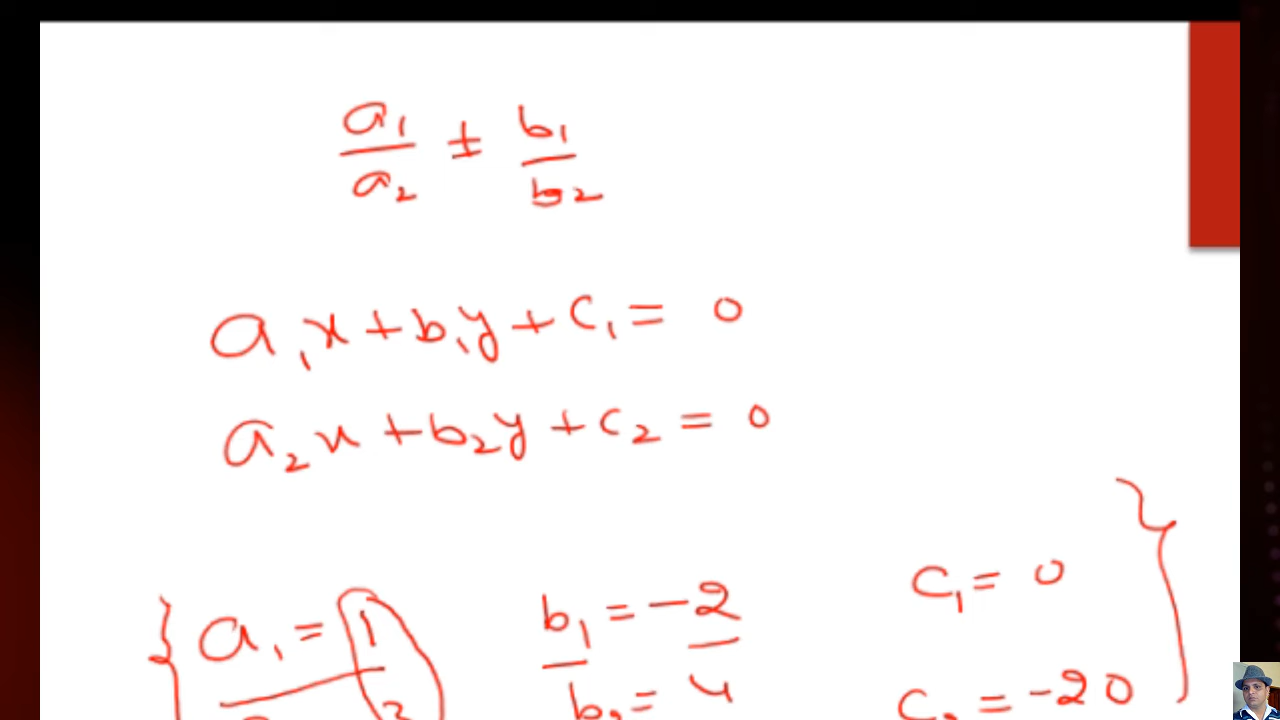 a₁/a₂ ± b₁/b₂
a₁x + b₁y + c₁ = 0
a₂x + b₂y + c₂ = 0
{ a₁ = 1 b₁ = -2 c₁ = 0 }
3 b₂ = 4 c₂ = -20